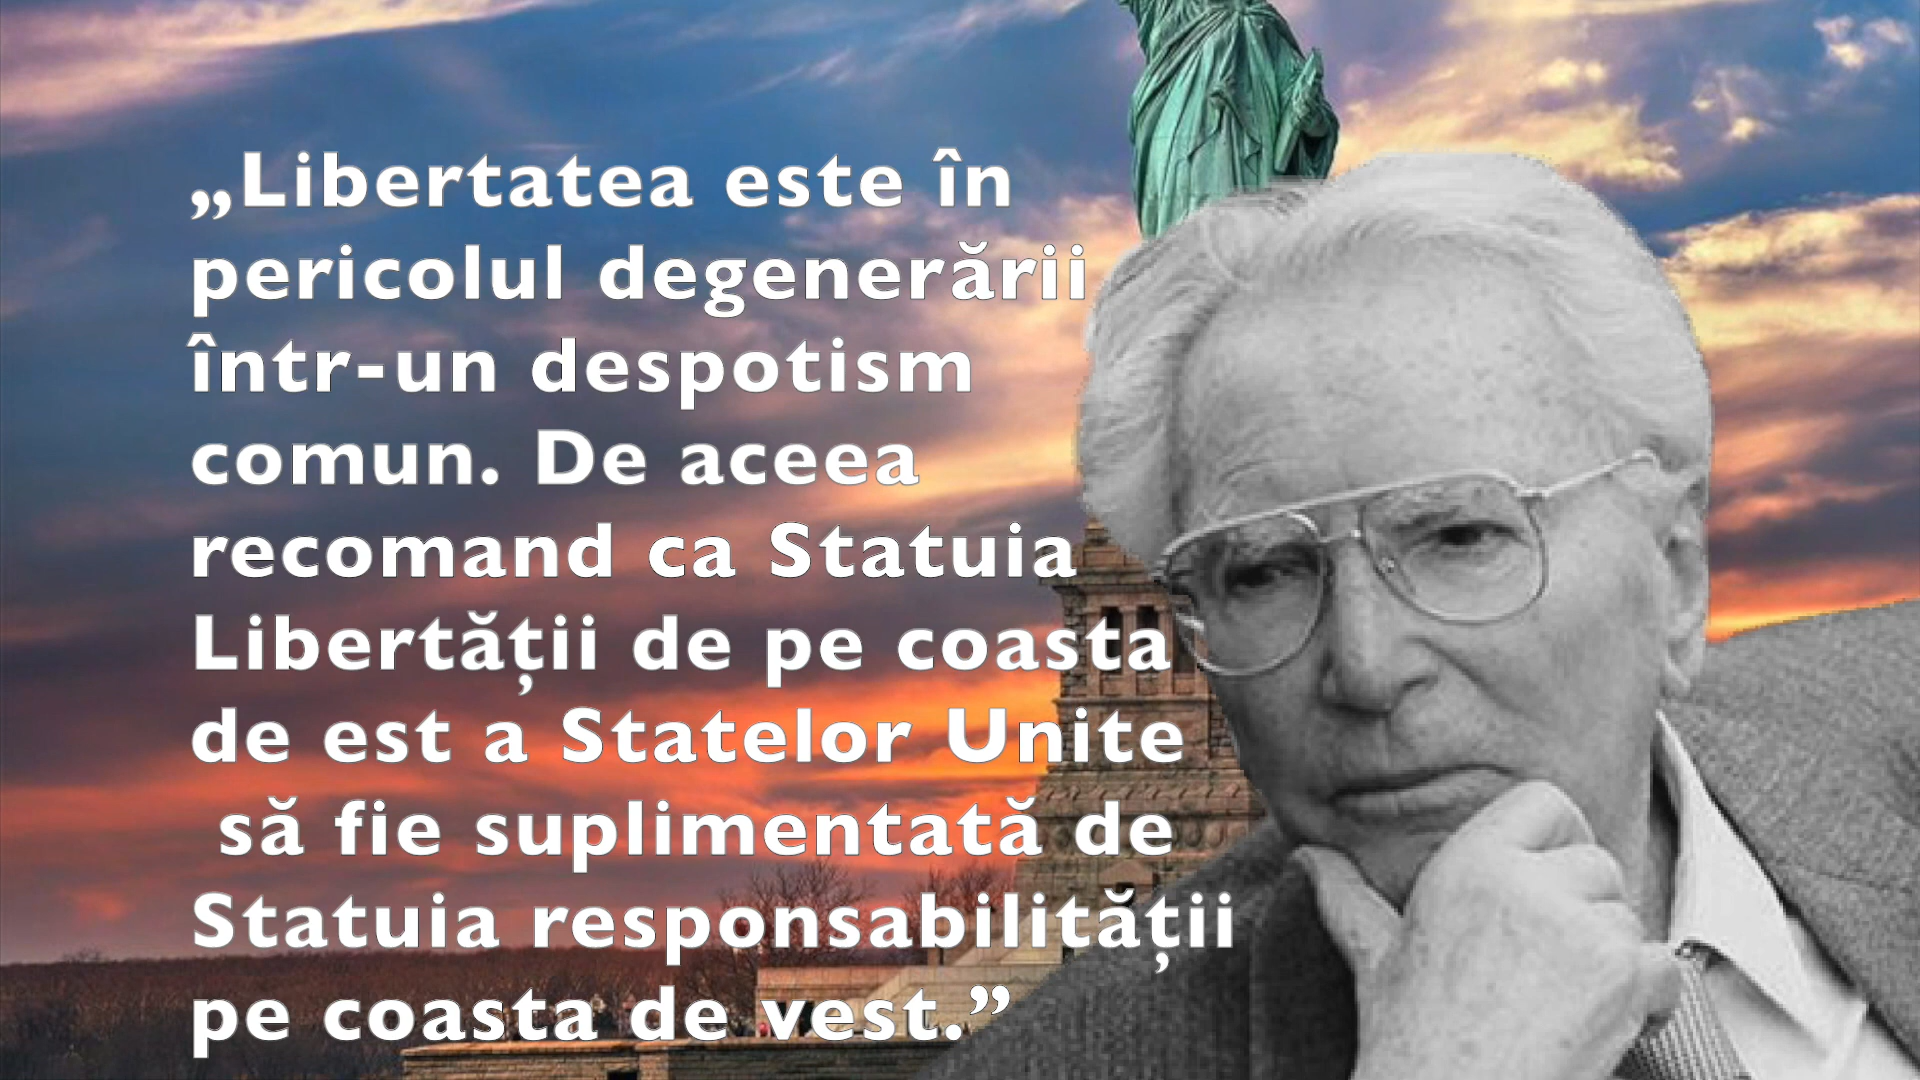 „Libertatea este în
pericolul degenerării
într-un despotism
comun. De aceea
recomand ca Statuia
Libertății de pe coasta
de est a Statelor Unite
să fie suplimentată de
Statuia responsabilității
pe coasta de vest.”